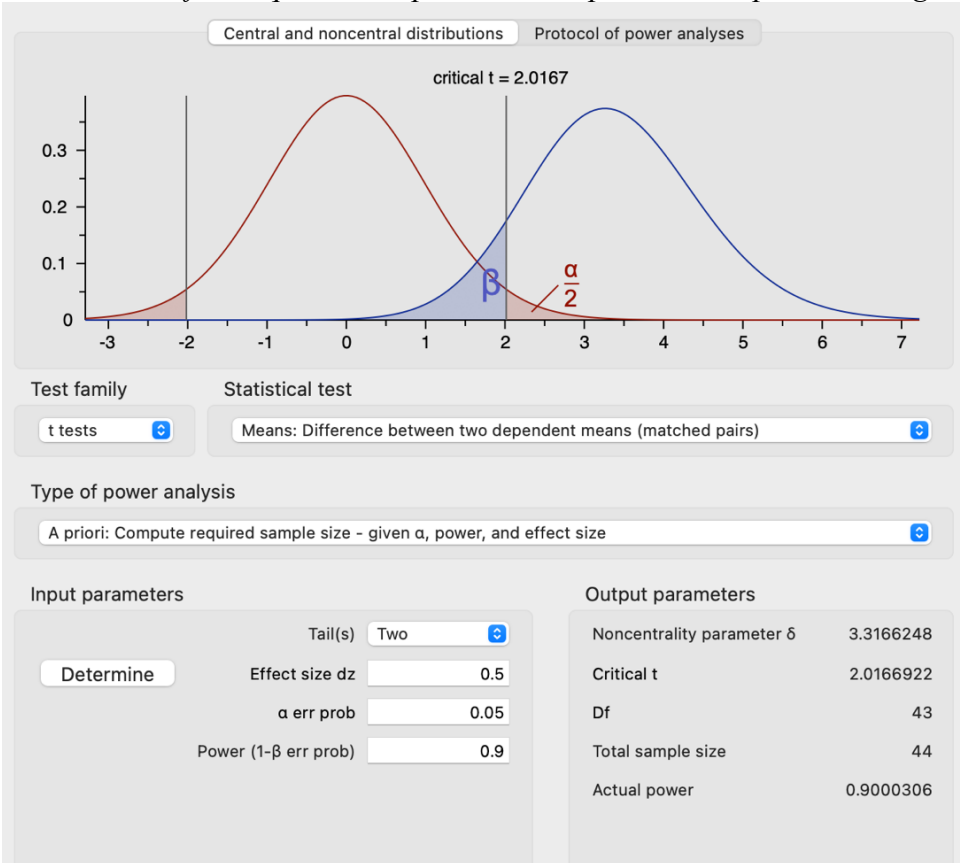 Central and noncentral distributions Protocol of power analyses
critical t = 2.0167
0.3
0.2
0.1
0
β
α
2
-3 -2 -1 0 1 2 3 4 5 6 7
Test family Statistical test
t tests Means: Difference between two dependent means (matched pairs)
Type of power analysis
A priori: Compute required sample size - given α, power, and effect size
Input parameters Output parameters
Tail(s) Two Noncentrality parameter δ 3.3166248
Determine Effect size dz 0.5 Critical t 2.0166922
α err prob 0.05 Df 43
Power (1-β err prob) 0.9 Total sample size 44
Actual power 0.9000306